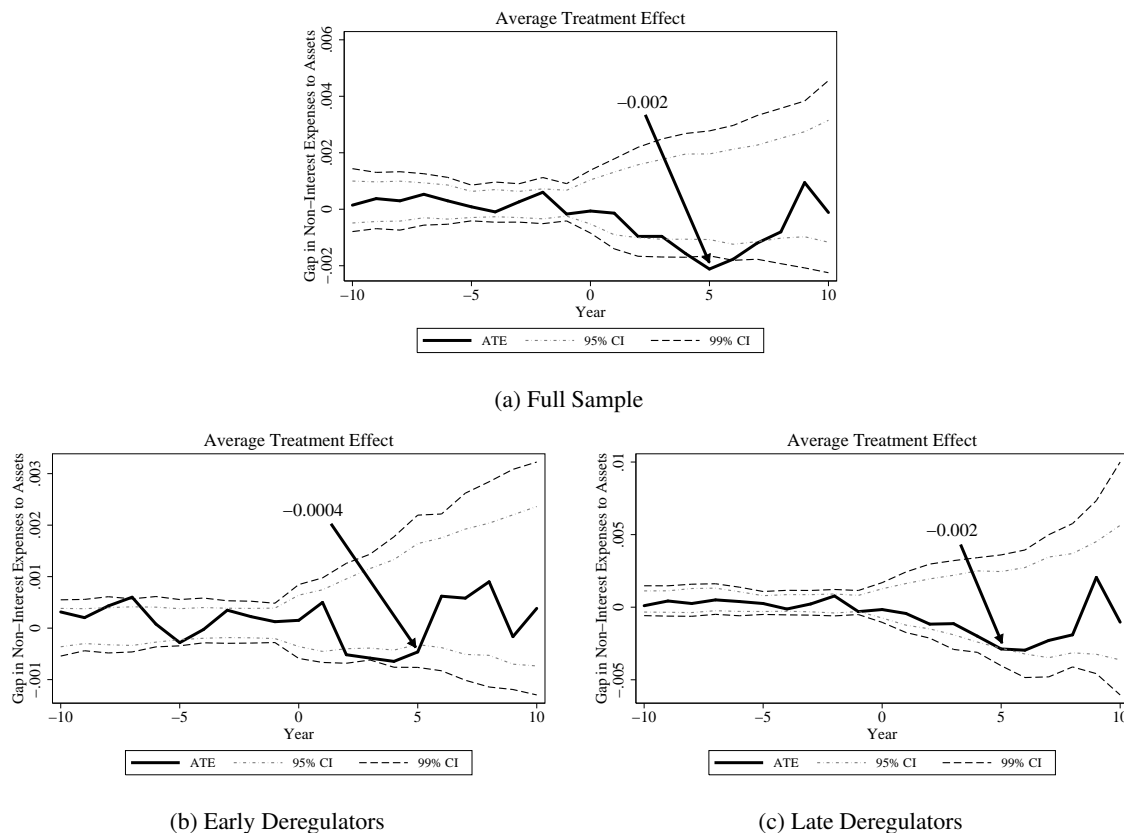 Average Treatment Effect
Gap in Non−Interest Expenses to Assets
−.002 0 .002 .004 .006
−0.002
−10 −5 0 5 10
Year
ATE 95% CI 99% CI
(a) Full Sample
Average Treatment Effect
Gap in Non−Interest Expenses to Assets
−.001 0 .001 .002 .003
−0.0004
−10 −5 0 5 10
Year
ATE 95% CI 99% CI
(b) Early Deregulators
Average Treatment Effect
Gap in Non−Interest Expenses to Assets
−.005 0 .005 .01
−0.002
−10 −5 0 5 10
Year
ATE 95% CI 99% CI
(c) Late Deregulators